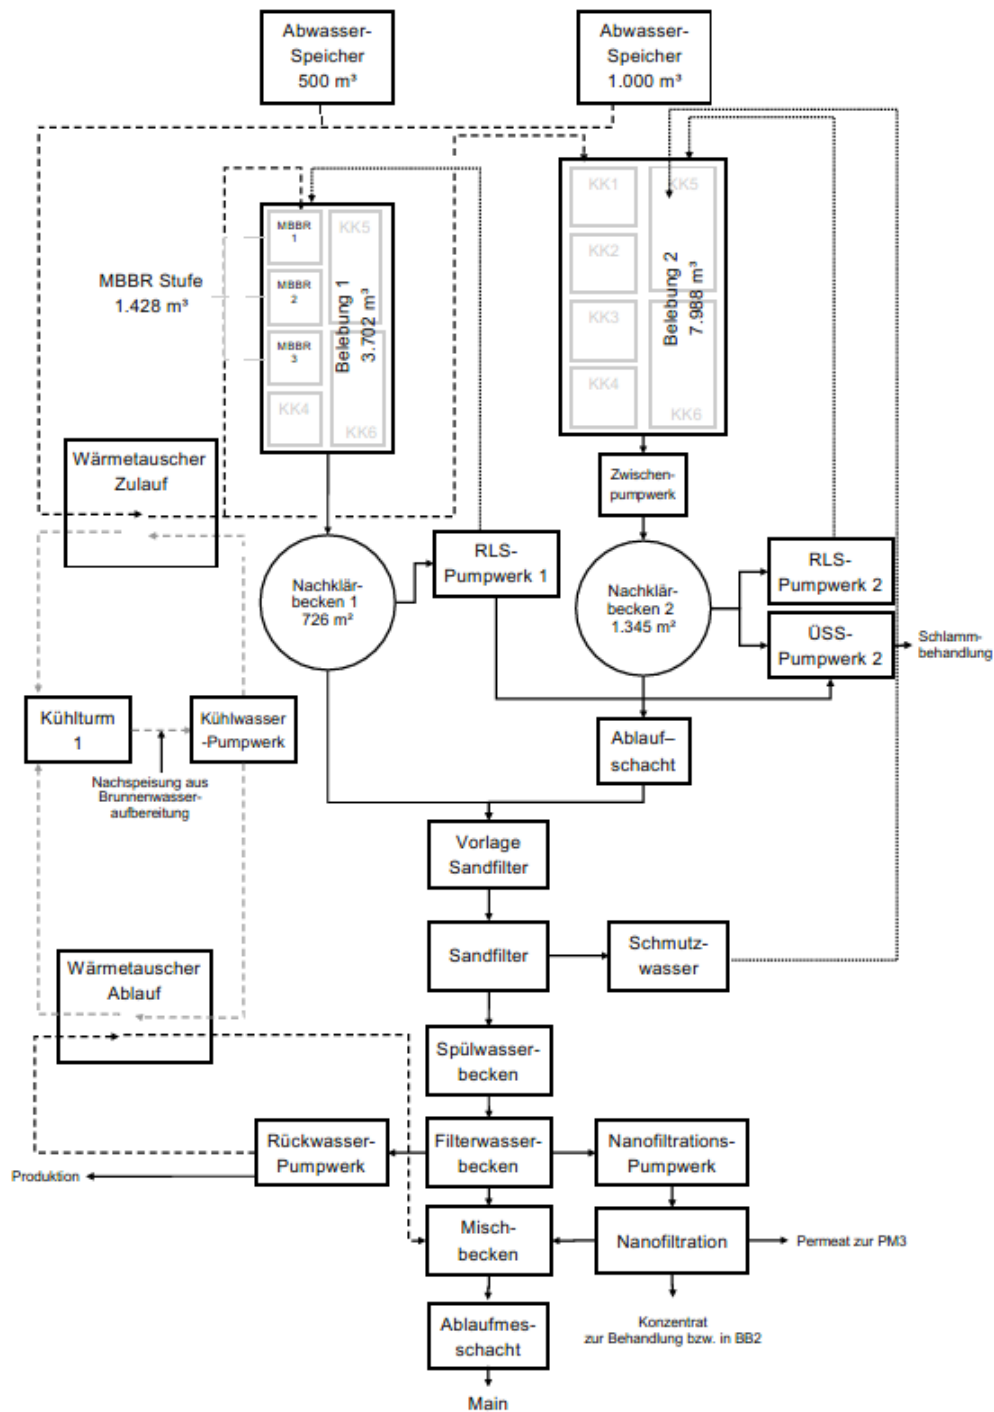 Abwasser-
Speicher
500 m³
Abwasser-
Speicher
1.000 m³
MBBR
1
KK5
MBBR
2
MBBR
3
KK4
KK6
Belebung 1
3.702 m³
MBBR Stufe
1.428 m³
KK1
KK5
KK2
KK3
KK4
KK6
Belebung 2
7.988 m³
Wärmetauscher
Zulauf
Zwischen-
pumpwerk
Nachklär-
becken 1
726 m²
RLS-
Pumpwerk 1
Nachklär-
becken 2
1.345 m²
RLS-
Pumpwerk 2
ÜSS-
Pumpwerk 2
Schlamm-
behandlung
Kühlturm
1
Kühlwasser
-Pumpwerk
Nachspeisung aus
Brunnenwasser-
aufbereitung
Ablauf–
schacht
Vorlage
Sandfilter
Sandfilter
Schmutz-
wasser
Wärmetauscher
Ablauf
Spülwasser-
becken
Rückwasser-
Pumpwerk
Filterwasser-
becken
Nanofiltrations-
Pumpwerk
Produktion
Misch-
becken
Nanofiltration
Permeat zur PM3
Konzentrat
zur Behandlung bzw. in BB2
Ablaufmes-
schacht
Main